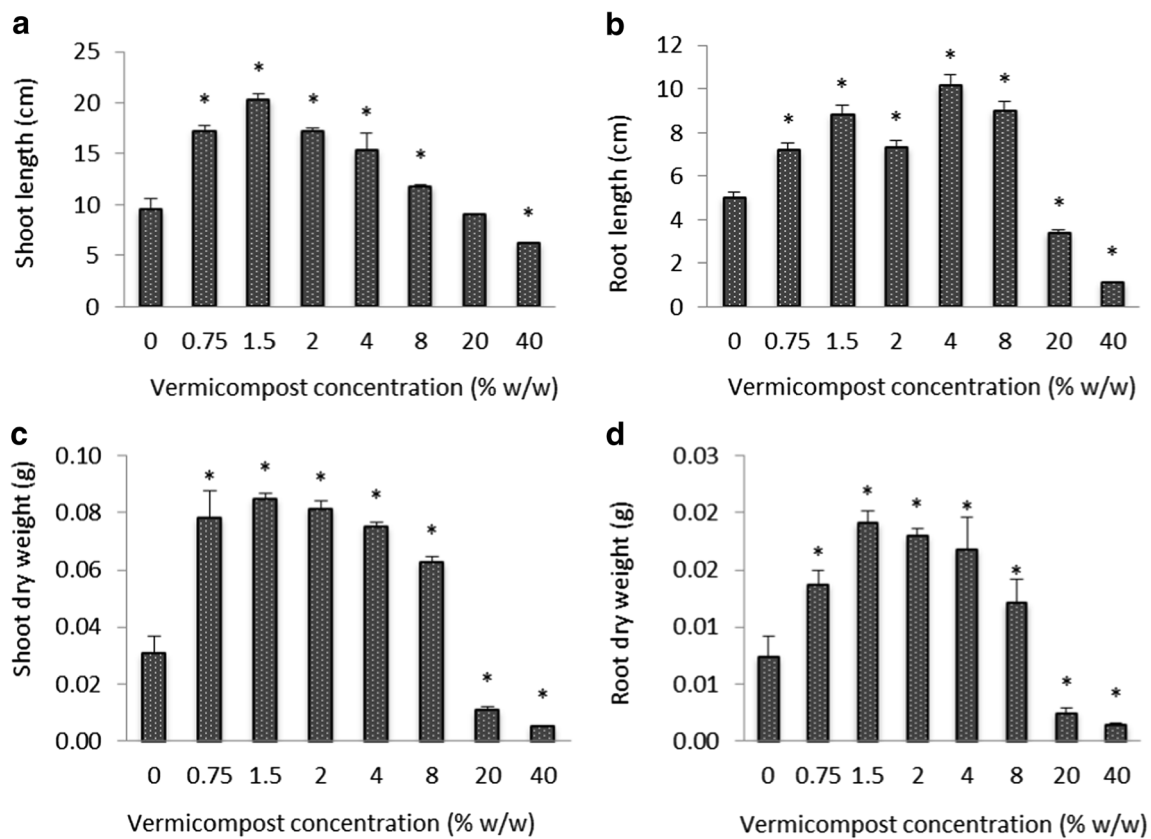 a
Shoot length (cm)
25
20
15
10
5
0
* * * * * *
0 0.75 1.5 2 4 8 20 40
Vermicompost concentration (% w/w)
b
Root length (cm)
12
10
8
6
4
2
0
* * * * * * *
0 0.75 1.5 2 4 8 20 40
Vermicompost concentration (% w/w)
c
Shoot dry weight (g)
0.10
0.08
0.06
0.04
0.02
0.00
* * * * * * *
0 0.75 1.5 2 4 8 20 40
Vermicompost concentration (% w/w)
d
Root dry weight (g)
0.03
0.02
0.02
0.01
0.01
0.00
* * * * * * *
0 0.75 1.5 2 4 8 20 40
Vermicompost concentration (% w/w)